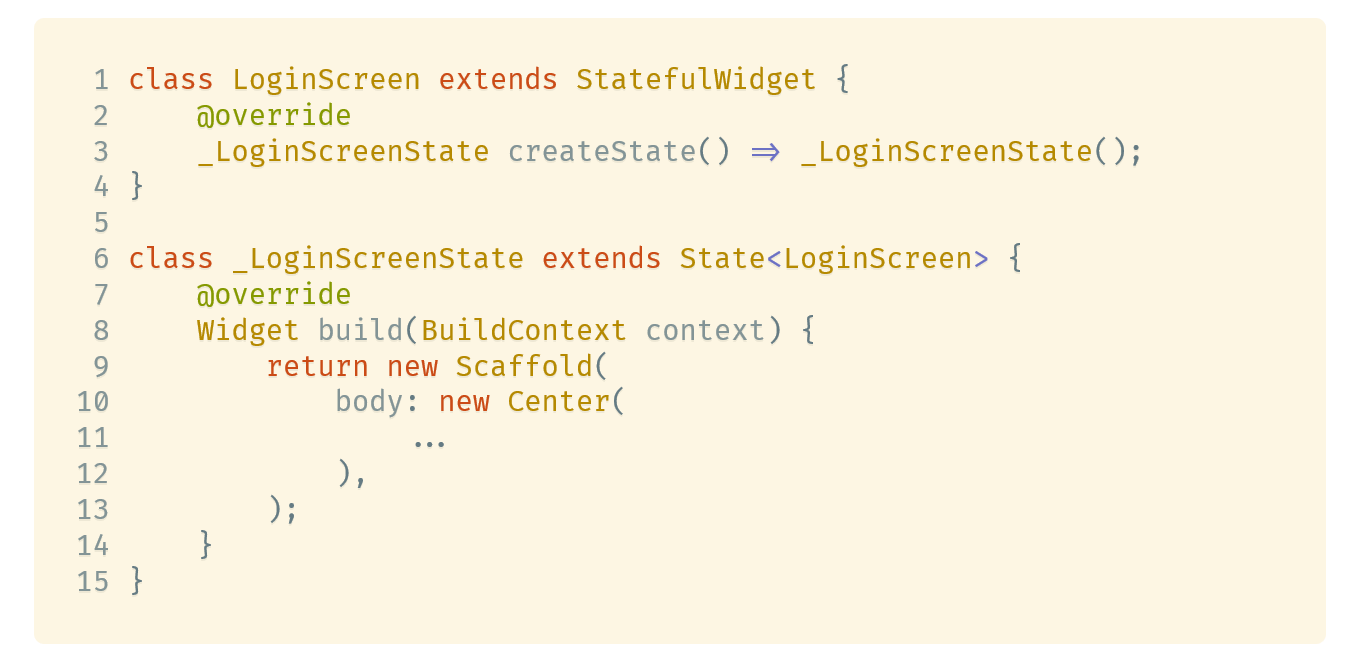 1 class LoginScreen extends StatefulWidget {
2     @override
3     _LoginScreenState createState() => _LoginScreenState();
4 }
5
6 class _LoginScreenState extends State<LoginScreen> {
7     @override
8     Widget build(BuildContext context) {
9         return new Scaffold(
10             body: new Center(
11                 ...
12             ),
13         );
14     }
15 }